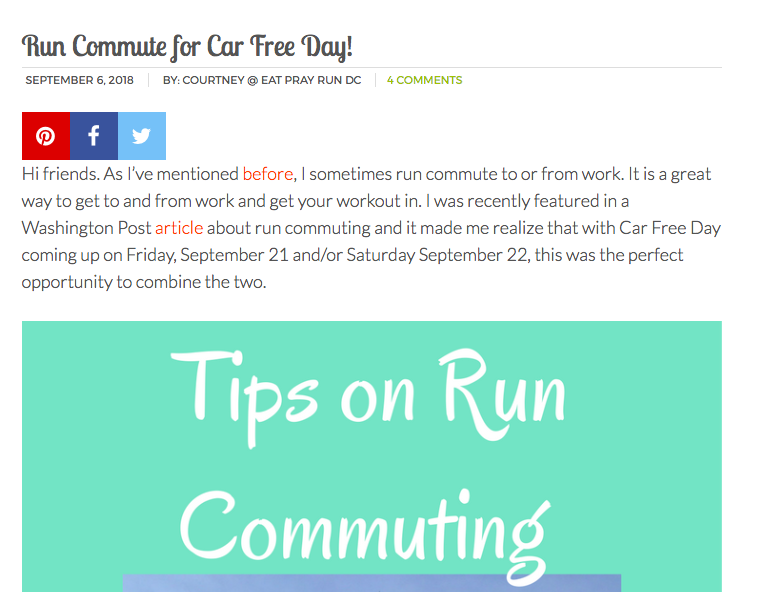 Run Commute for Car Free Day!
SEPTEMBER 6, 2018 BY: COURTNEY @ EAT PRAY RUN DC 4 COMMENTS
Hi friends. As I’ve mentioned before, I sometimes run commute to or from work. It is a great
way to get to and from work and get your workout in. I was recently featured in a
Washington Post article about run commuting and it made me realize that with Car Free Day
coming up on Friday, September 21 and/or Saturday September 22, this was the perfect
opportunity to combine the two.
Tips on Run
Commuting